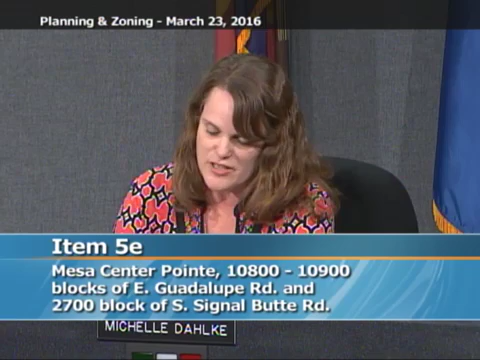 Planning & Zoning - March 23, 2016
Item 5e
Mesa Center Pointe, 10800 - 10900
blocks of E. Guadalupe Rd. and
2700 block of S. Signal Butte Rd.
MICHELLE DAHLKE